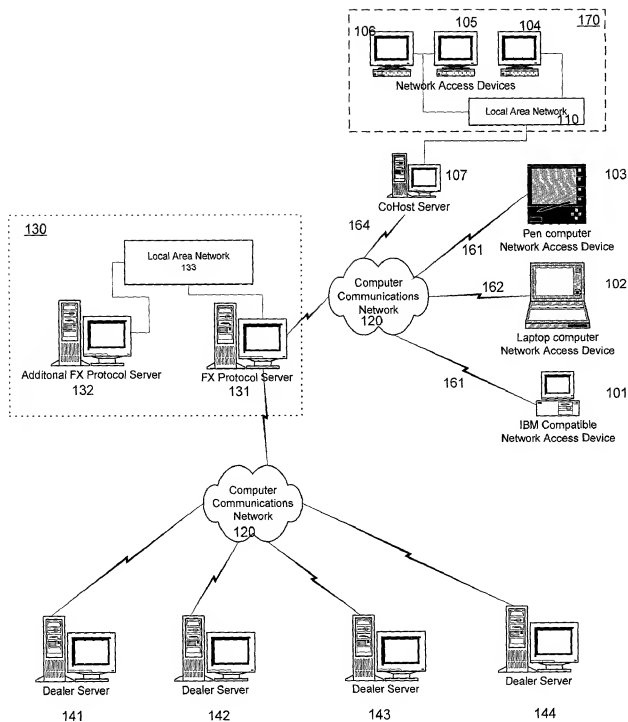 170
106
105
104
Network Access Devices
Local Area Network
110
107
CoHost Server
103
Pen computer
Network Access Device
164
161
130
Local Area Network
133
Computer
Communications
Network
120
162
102
Laptop computer
Network Access Device
Additonal FX Protocol Server
132
FX Protocol Server
131
161
101
IBM Compatible
Network Access Device
Computer
Communications
Network
120
Dealer Server
141
Dealer Server
142
Dealer Server
143
Dealer Server
144